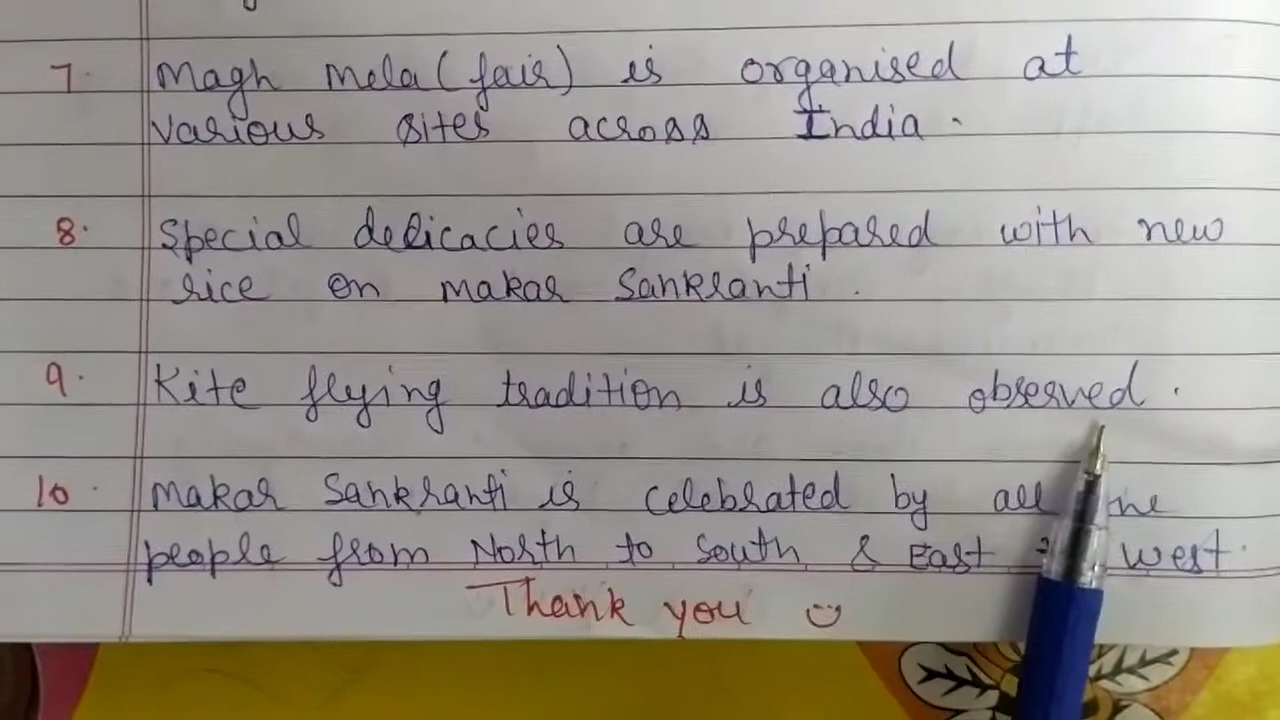 7. Magh Mela (fair) is organised at
various sites across India.
8. Special delicacies are prepared with new
rice on makar Sankranti.
9. Kite flying tradition is also observed.
10. makar Sankranti is celebrated by all
people from North to South & East west.
Thank you